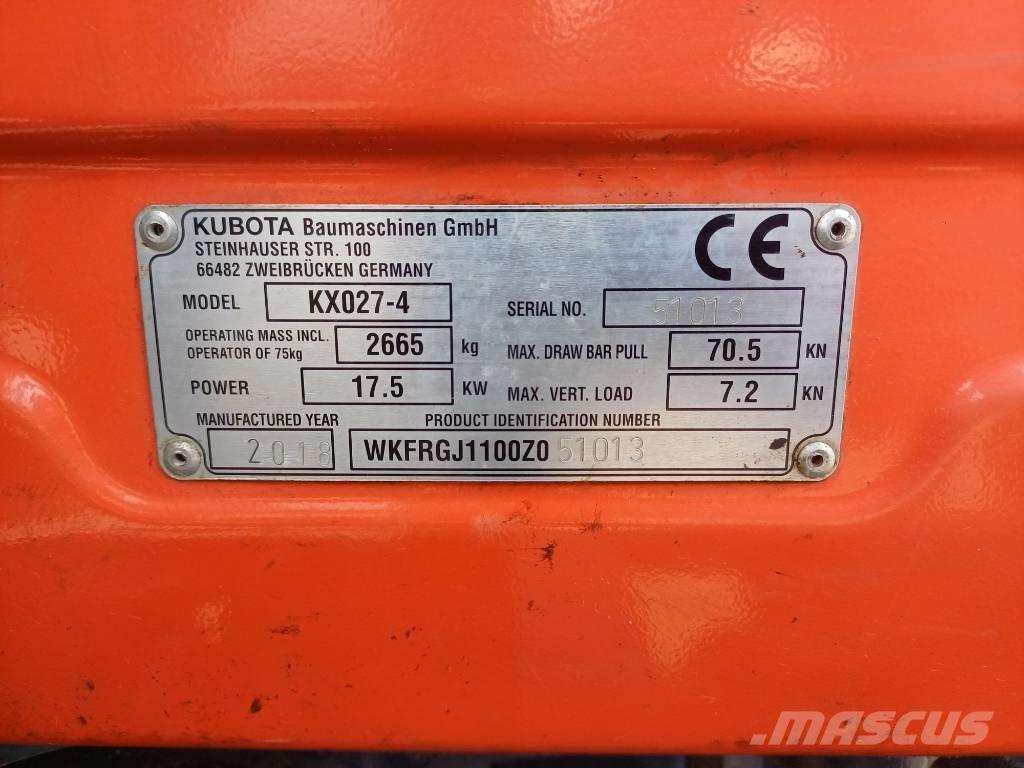 KUBOTA Baumaschinen GmbH
STEINHAUSER STR. 100
66482 ZWEIBRÜCKEN GERMANY
CE
MODEL KX027-4
SERIAL NO. 51013
OPERATING MASS INCL.
OPERATOR OF 75kg
2665 kg
MAX. DRAW BAR PULL 70.5 KN
POWER 17.5 KW
MAX. VERT. LOAD 7.2 KN
MANUFACTURED YEAR
PRODUCT IDENTIFICATION NUMBER
2018
WKFRGJ1100Z0 51013
MASCUS